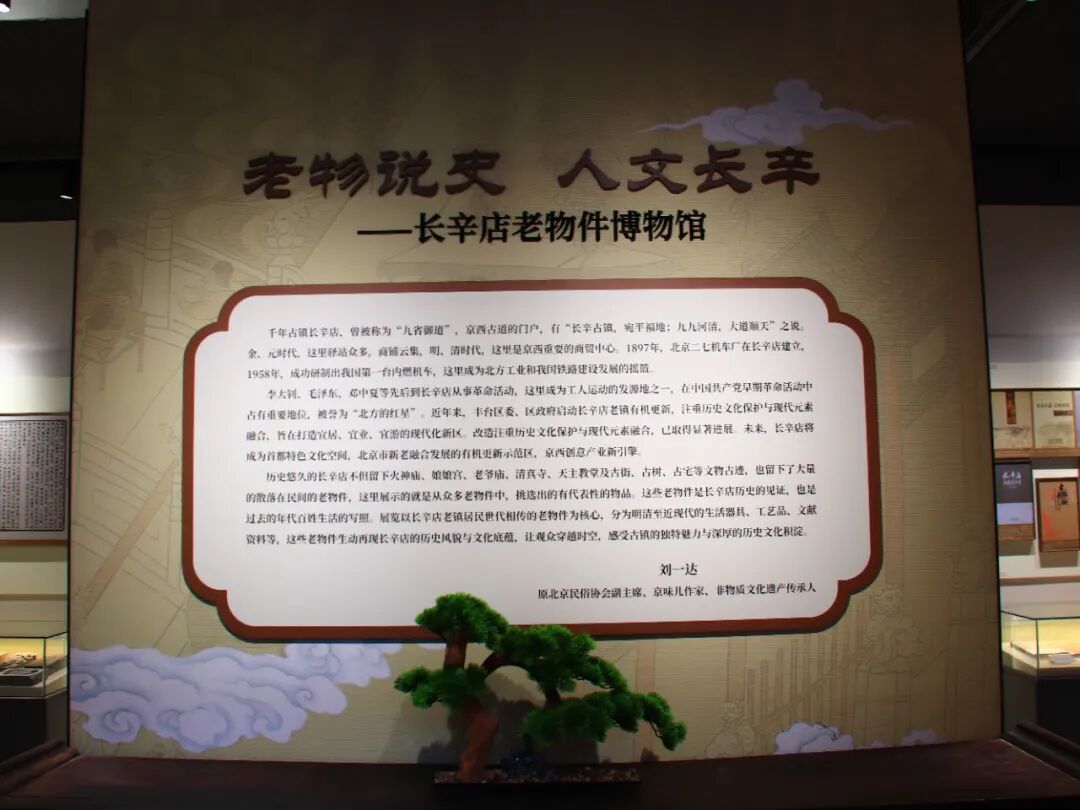 老物说史 人文长辛
——长辛店老物件博物馆
千年古镇长辛店，曾被称为“九省御道”，京西古道的门户，有“长辛古镇，宛平福地；九九河清，大道顺天”之说。
金、元时代，这里驿站众多，商铺云集，明、清时代，这里是京西重要的商贸中心。1897年，北京二七机车厂在长辛店建立，
1958年，成功研制出我国第一台内燃机车，这里成为北方工业和我国铁路建设发展的摇篮。
李大钊、毛泽东、邓中夏等先后到长辛店从事革命活动，这里成为工人运动的发源地之一，在中国共产党早期革命活动中
占有重要地位，被誉为“北方的红星”。近年来，丰台区委、区政府启动长辛店老镇有机更新，注重历史文化保护与现代元素
融合，旨在打造宜居、宜业、宜游的现代化新区。改造注重历史文化保护与现代元素融合，已取得显著进展。未来，长辛店将
成为首都特色文化空间，北京市新老融合发展的有机更新示范区，京西创意产业新引擎。
历史悠久的长辛店不但留下火神庙、娘娘宫、老爷庙、清真寺、天主教堂及古街、古树、古宅等文物古迹，也留下了大量
的散落在民间的老物件，这里展示的就是从众多老物件中，挑选出的有代表性的物品。这些老物件是长辛店历史的见证，也是
过去的年代百姓生活的写照。展览以长辛店老镇居民世代相传的老物件为核心，分为明清至近现代的生活器具、工艺品、文献
资料等，这些老物件生动再现长辛店的历史风貌与文化底蕴，让观众穿越时空，感受古镇的独特魅力与深厚的历史文化积淀。
刘一达
原北京民俗协会副主席、京味儿作家、非物质文化遗产传承人
长辛店